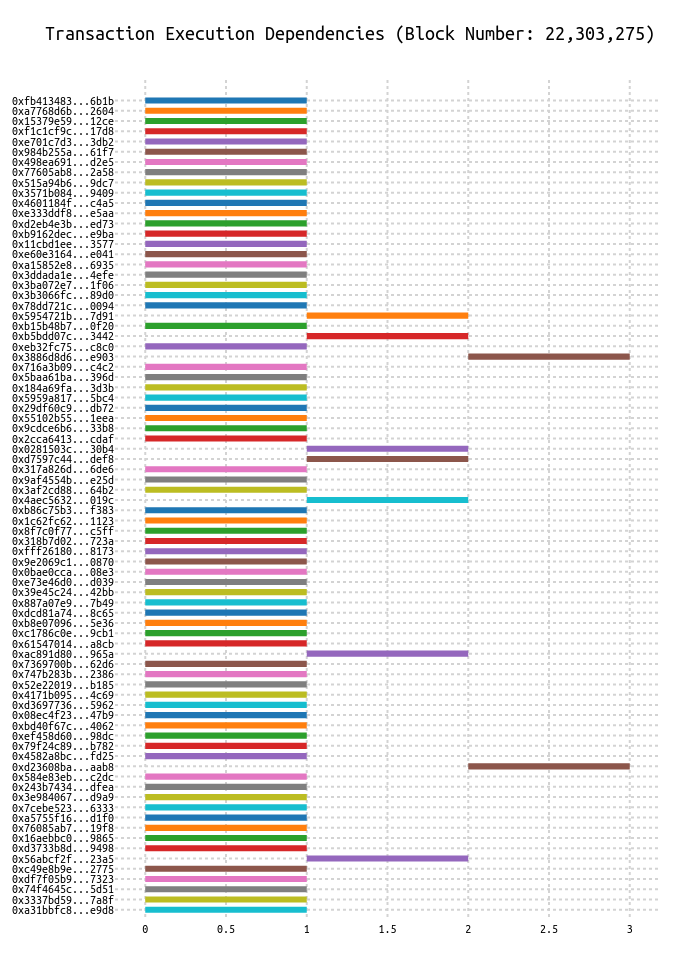 Transaction Execution Dependencies (Block Number: 22,303,275)
0xfb413483...6b1b
0xa7768d6b...2604
0x15379e59...12ce
0xf1c1cf9c...17d8
0xe701c7d3...3db2
0x984b255a...61f7
0x498ea691...d2e5
0x77605ab8...2a58
0x515a94b6...9dc7
0x3571b084...9409
0x4601184f...c4a5
0xe333ddf8...e5aa
0xd2eb4e3b...ed73
0xb9162dec...e9ba
0x11cbd1ee...3577
0xe60e3164...e041
0xa15852e8...6935
0x3ddada1e...4efe
0x3ba072e7...1f06
0x3b3066fc...89d0
0x78dd721c...0094
0x5954721b...7d91
0xb15b48b7...0f20
0xb5bdd07c...3442
0xeb32fc75...c8c0
0x3886d8d6...e903
0x716a3b09...c4c2
0x5baa61ba...396d
0x184a69fa...3d3b
0x5959a817...5bc4
0x29df60c9...db72
0x55102b55...1eea
0x9cdce6b6...33b8
0x2cca6413...cdaf
0x0281503c...30b4
0xd7597c44...def8
0x317a826d...6de6
0x9af4554b...e25d
0x3af2cd88...64b2
0x4aec5632...019c
0xb86c75b3...f383
0x1c62fc62...1123
0x8f7c0f77...c5ff
0x318b7d02...723a
0xfff26180...8173
0x9e2069c1...0870
0x0bae0cca...08e3
0xe73e46d0...d039
0x39e45c24...42bb
0x887a07e9...7b49
0xdcd81a74...8c65
0xb8e07096...5e36
0xc1786c0e...9cb1
0x61547014...a8cb
0xac891d80...965a
0x7369700b...62d6
0x747b283b...2386
0x52e22019...b185
0x4171b095...4c69
0xd3697736...5962
0x08ec4f23...47b9
0xbd40f67c...4062
0xef458d60...98dc
0x79f24c89...b782
0x4582a8bc...fd25
0xd23608ba...aab8
0x584e83eb...c2dc
0x243b7434...dfea
0x3e984067...d9a9
0x7cebe523...6333
0xa5755f16...d1f0
0x76085ab7...19f8
0x16aebbc0...9865
0xd3733b8d...9498
0x56abcf2f...23a5
0xc49e8b9e...2775
0xdf7f05b9...7323
0x74f4645c...5d51
0x3337bd59...7a8f
0xa31bbfc8...e9d8
0 0.5 1 1.5 2 2.5 3